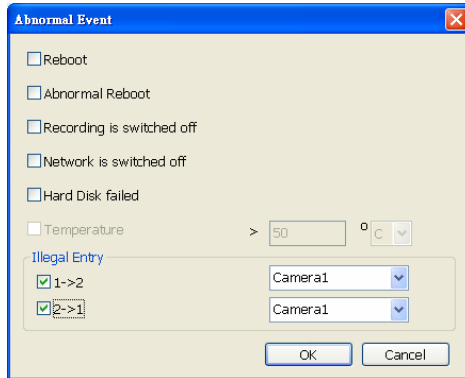 Abnormal Event
Reboot
Abnormal Reboot
Recording is switched off
Network is switched off
Hard Disk failed
Temperature > 50 o C
Illegal Entry
1->2 Camera1
2->1 Camera1
OK Cancel